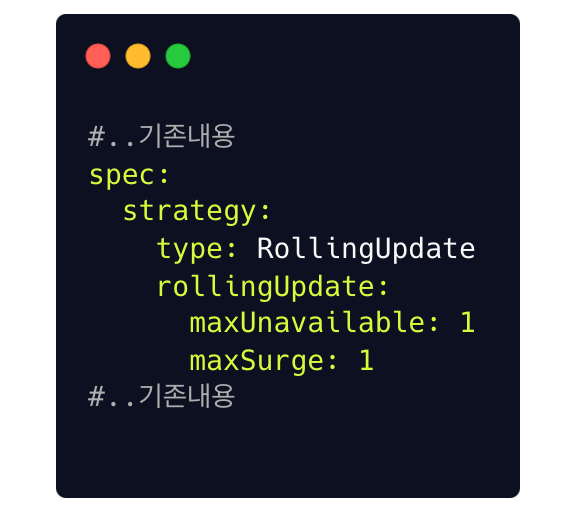 #..기존내용
spec:
  strategy:
    type: RollingUpdate
    rollingUpdate:
      maxUnavailable: 1
      maxSurge: 1
#..기존내용